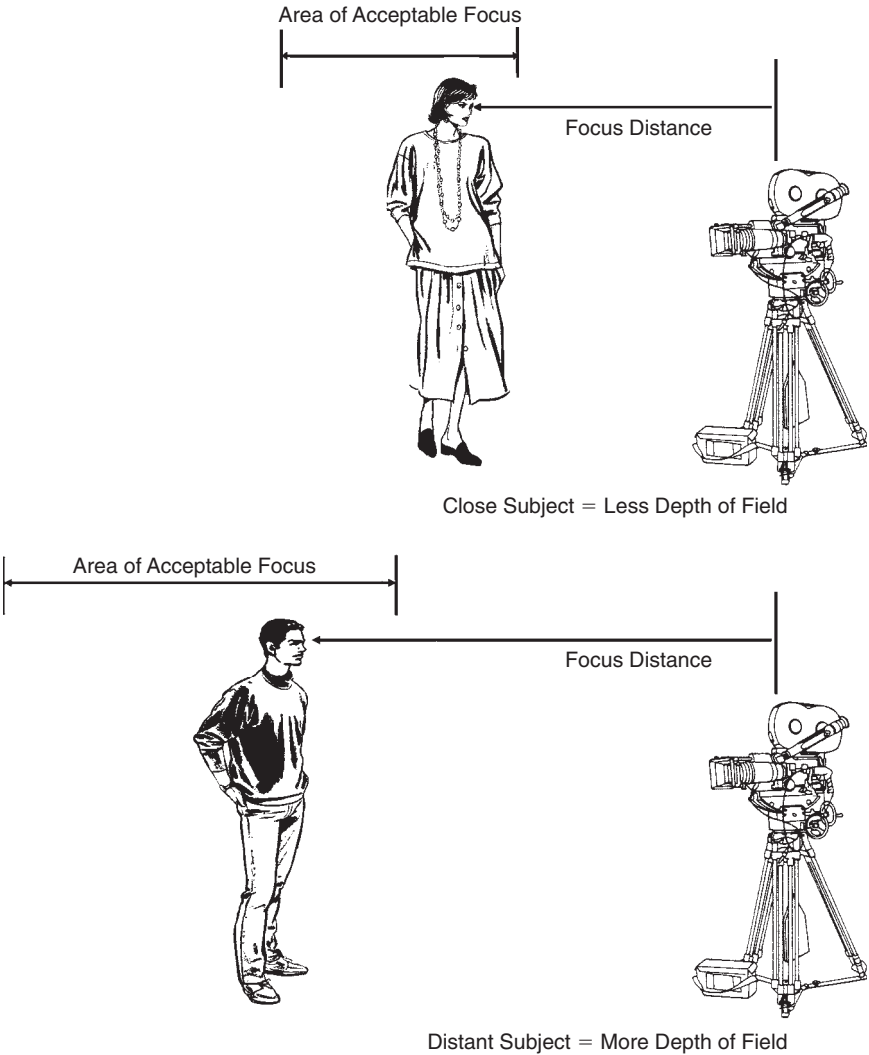 Area of Acceptable Focus
Focus Distance
Close Subject = Less Depth of Field
Area of Acceptable Focus
Focus Distance
Distant Subject = More Depth of Field